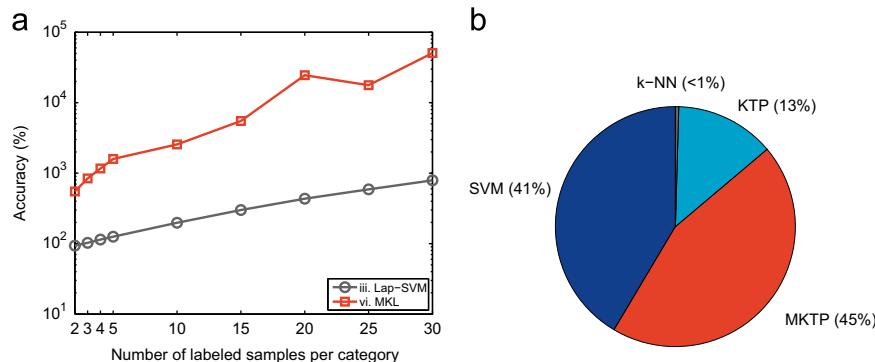 a
b
10^5
10^4
10^3
10^2
10^1
Accuracy (%)
2 3 4 5 10 15 20 25 30
Number of labeled samples per category
iii. Lap-SVM
vi. MKL
k-NN (<1%)
KTP (13%)
SVM (41%)
MKTP (45%)